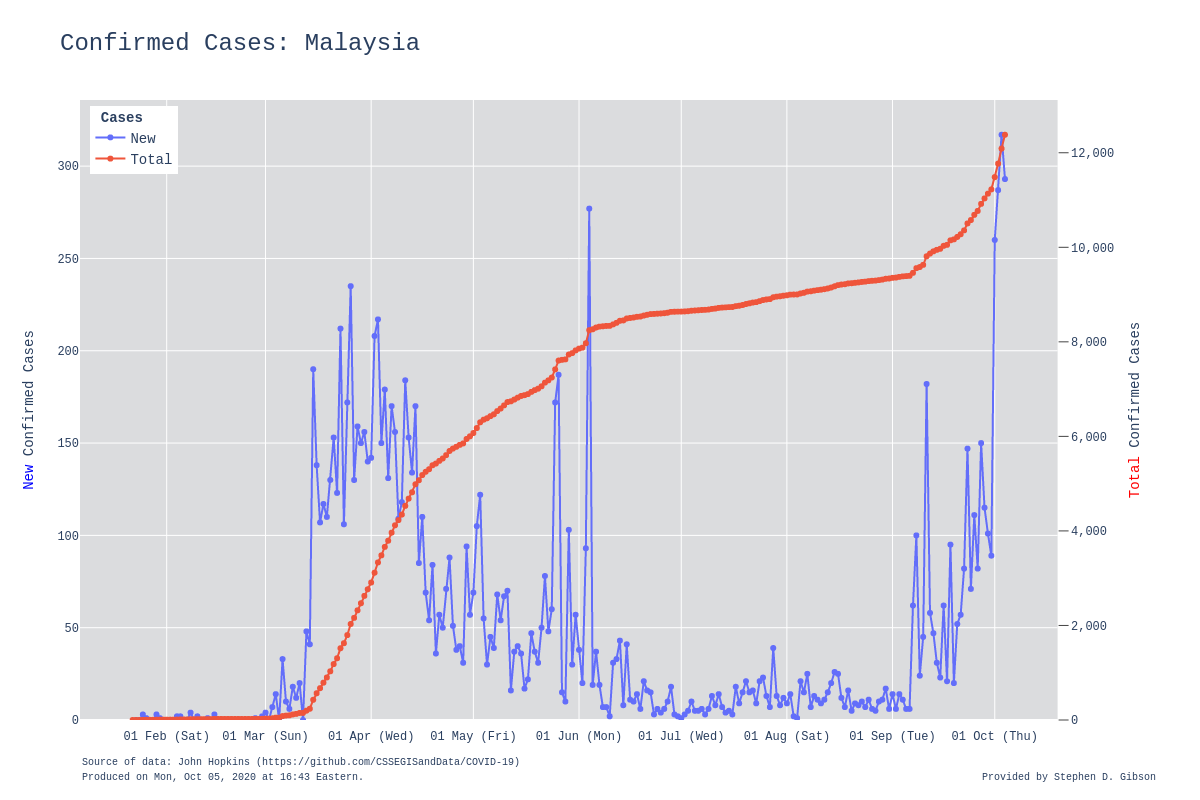 Confirmed Cases: Malaysia
Cases
New
Total
300
250
200
150
100
50
0
12,000
10,000
8,000
6,000
4,000
2,000
0
New Confirmed Cases
Total Confirmed Cases
01 Feb (Sat) 01 Mar (Sun) 01 Apr (Wed) 01 May (Fri) 01 Jun (Mon) 01 Jul (Wed) 01 Aug (Sat) 01 Sep (Tue) 01 Oct (Thu)
Source of data: John Hopkins (https://github.com/CSSEGISandData/COVID-19)
Produced on Mon, Oct 05, 2020 at 16:43 Eastern.
Provided by Stephen D. Gibson